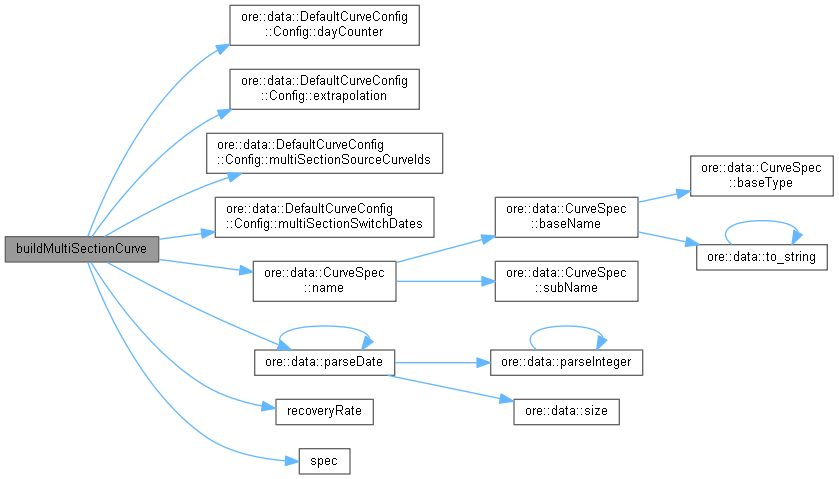 ore::data::DefaultCurveConfig
::Config::dayCounter
ore::data::DefaultCurveConfig
::Config::extrapolation
ore::data::DefaultCurveConfig
::Config::multiSectionSourceCurveIds
ore::data::DefaultCurveConfig
::Config::multiSectionSwitchDates
buildMultiSectionCurve
ore::data::CurveSpec
::name
ore::data::parseDate
recoveryRate
spec
ore::data::CurveSpec
::baseName
ore::data::CurveSpec
::subName
ore::data::parseInteger
ore::data::size
ore::data::CurveSpec
::baseType
ore::data::to_string